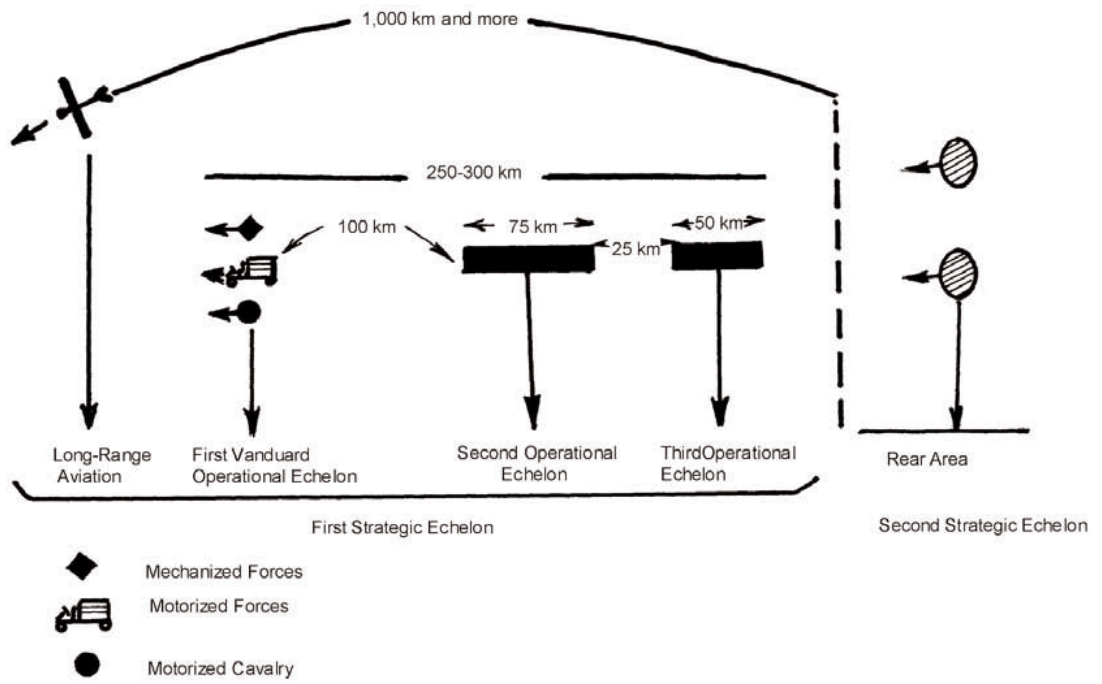 1,000 km and more
250-300 km
100 km
75 km
25 km
50 km
Long-Range
Aviation
First Vanduard
Operational Echelon
Second Operational
Echelon
ThirdOperational
Echelon
Rear Area
First Strategic Echelon
Second Strategic Echelon
Mechanized Forces
Motorized Forces
Motorized Cavalry